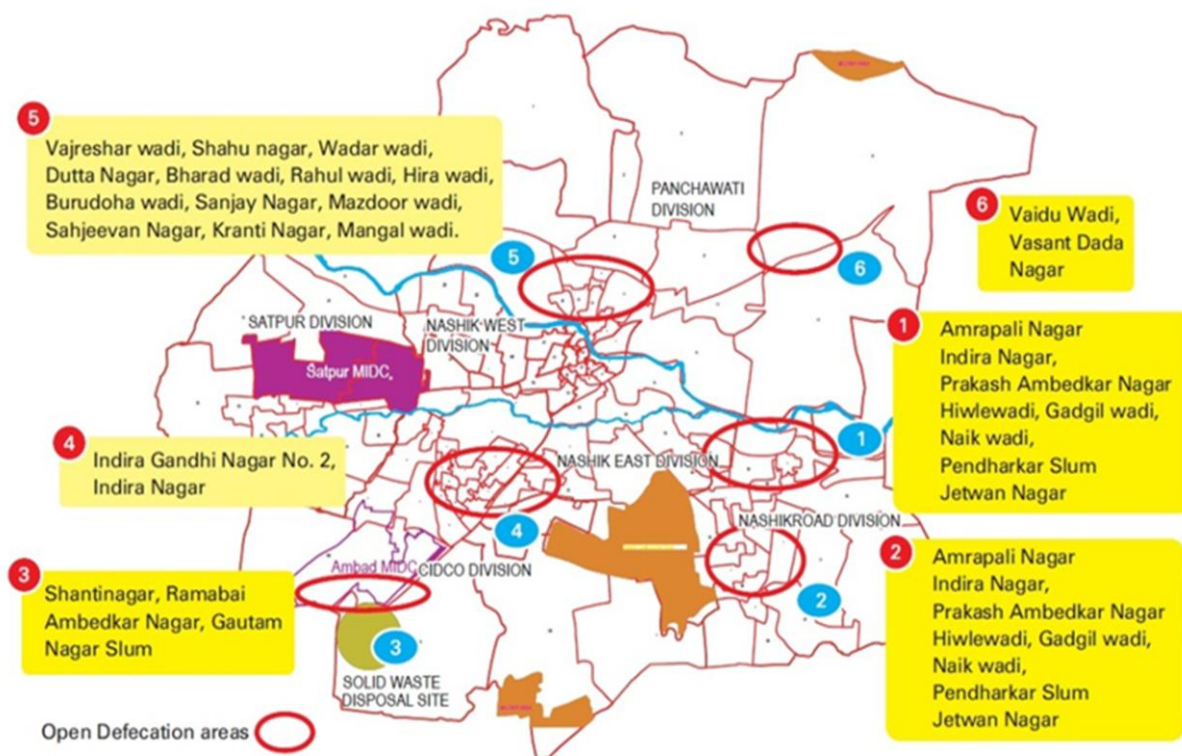 5
Vajreshar wadi, Shahu nagar, Wadar wadi,
Dutta Nagar, Bharad wadi, Rahul wadi, Hira wadi,
Burudoha wadi, Sanjay Nagar, Mazdoor wadi,
Sahjeevan Nagar, Kranti Nagar, Mangal wadi.
PANCHAWATI
DIVISION
6
Vaidu Wadi,
Vasant Dada
Nagar
5
6
SATPUR DIVISION
NASHIK WEST
DIVISION
Satpur MIDC
1
Amrapali Nagar
Indira Nagar,
Prakash Ambedkar Nagar
Hiwlewadi, Gadgil wadi,
Naik wadi,
Pendharkar Slum
Jetwan Nagar
4
Indira Gandhi Nagar No. 2,
Indira Nagar
1
NASHIK EAST DIVISION
4
NASHIKROAD DIVISION
Ambad MIDC
CIDCO DIVISION
2
Amrapali Nagar
Indira Nagar,
Prakash Ambedkar Nagar
Hiwlewadi, Gadgil wadi,
Naik wadi,
Pendharkar Slum
Jetwan Nagar
3
Shantinagar, Ramabai
Ambedkar Nagar, Gautam
Nagar Slum
2
3
SOLID WASTE
DISPOSAL SITE
Open Defecation areas